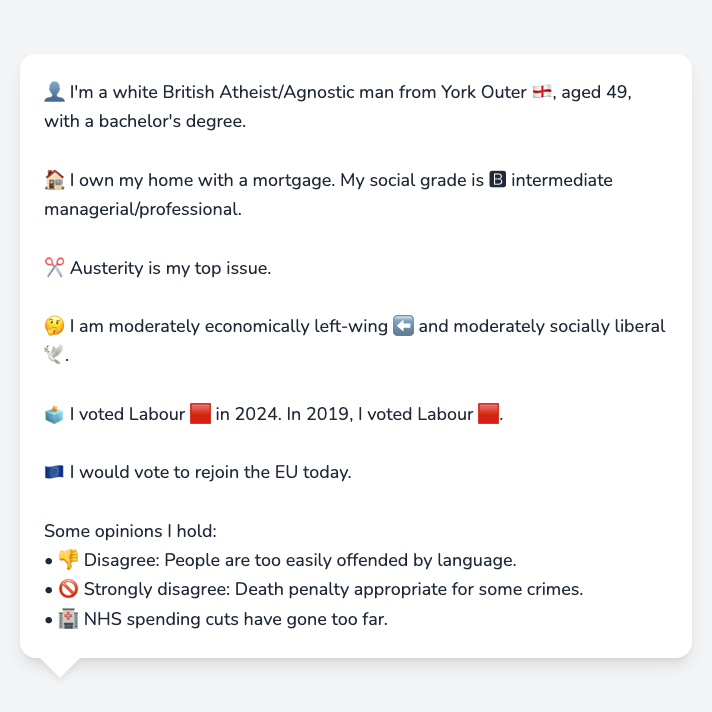 👤 I'm a white British Atheist/Agnostic man from York Outer 🏴󠁧󠁢󠁥󠁮󠁧󠁿, aged 49,
with a bachelor's degree.
🏠 I own my home with a mortgage. My social grade is 🅱 intermediate
managerial/professional.
✂️ Austerity is my top issue.
🤔 I am moderately economically left-wing ⬅️ and moderately socially liberal
🕊️.
🗳️ I voted Labour 🟥 in 2024. In 2019, I voted Labour 🟥.
🇪🇺 I would vote to rejoin the EU today.
Some opinions I hold:
• 👎 Disagree: People are too easily offended by language.
• 🚫 Strongly disagree: Death penalty appropriate for some crimes.
• 🏥 NHS spending cuts have gone too far.